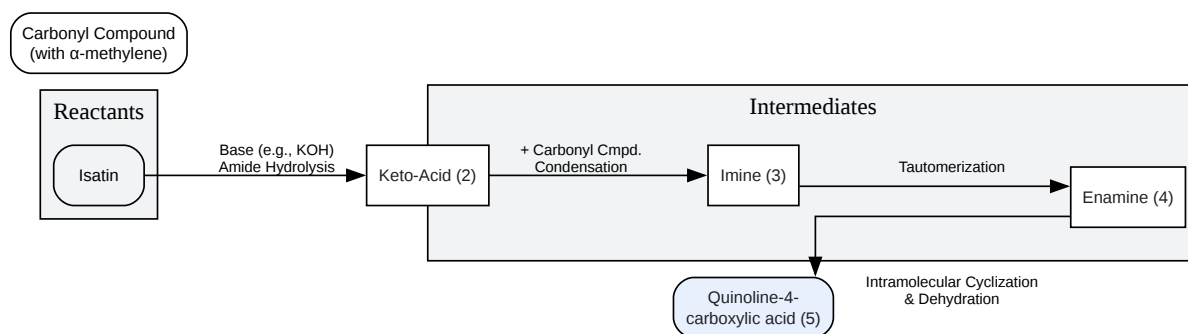 Carbonyl Compound
(with α-methylene)
Reactants
Isatin
Base (e.g., KOH)
Amide Hydrolysis
Intermediates
Keto-Acid (2)
+ Carbonyl Cmpd.
Condensation
Imine (3)
Tautomerization
Enamine (4)
Intramolecular Cyclization
& Dehydration
Quinoline-4-
carboxylic acid (5)